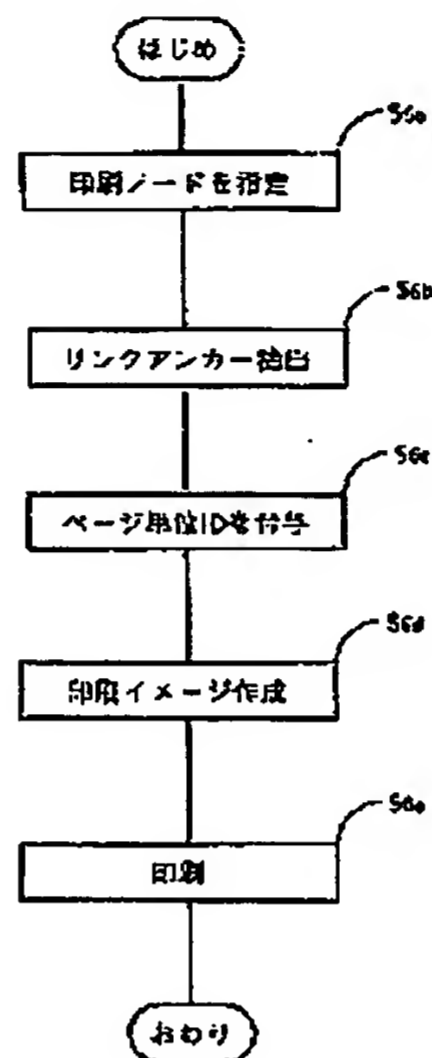 はじめ
S6a
印刷ノードを指定
S6b
リンクアンカー抽出
S6c
ページ単位IDを付与
S6d
印刷イメージ作成
S6e
印刷
おわり